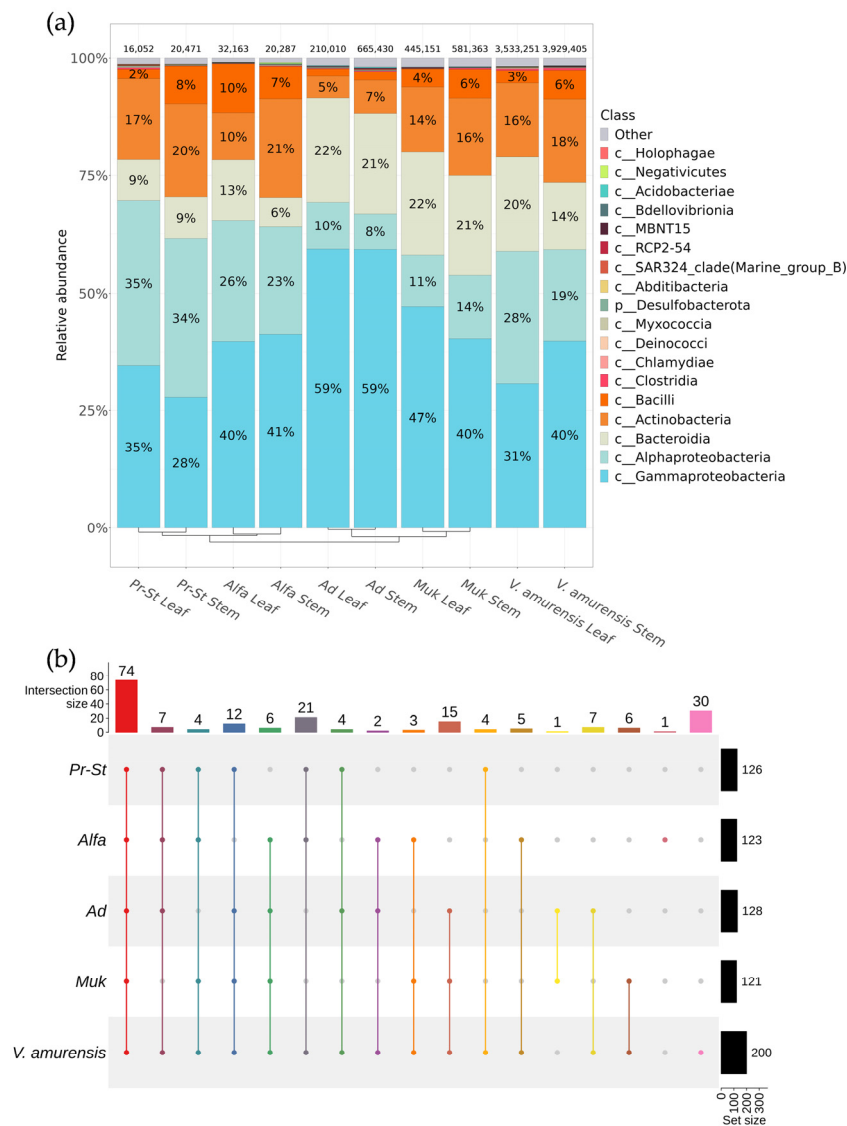 (a)
16,052 20,471 32,163 20,287 210,010 665,430 445,151 581,363 3,533,251 3,929,405
100%
75%
50%
25%
0%
Relative abundance
2% 8% 10% 7% 5% 7% 4% 6% 3% 6%
17% 20% 10% 21% 22% 21% 14% 16% 16% 18%
9% 9% 13% 6% 10% 8% 22% 21% 20% 14%
35% 34% 26% 23% 59% 59% 11% 14% 28% 19%
35% 28% 40% 41% 47% 40% 31% 40%
Pr-St Leaf
Pr-St Stem
Alfa Leaf
Alfa Stem
Ad Leaf
Ad Stem
Muk Leaf
Muk Stem
V. amurensis Leaf
V. amurensis Stem
Class
Other
c__Holophagae
c__Negativicutes
c__Acidobacteriae
c__Bdellovibrionia
c__MBNT15
c__RCP2-54
c__SAR324_clade(Marine_group_B)
c__Abditibacteria
p__Desulfobacterota
c__Myxococcia
c__Deinococci
c__Chlamydiae
c__Clostridia
c__Bacilli
c__Actinobacteria
c__Bacteroidia
c__Alphaproteobacteria
c__Gammaproteobacteria
(b)
Intersection
size
80
60
40
20
0
74 7 4 12 6 21 4 2 3 15 4 5 1 7 6 1 30
Pr-St 126
Alfa 123
Ad 128
Muk 121
V. amurensis 200
0 100 200 300
Set size